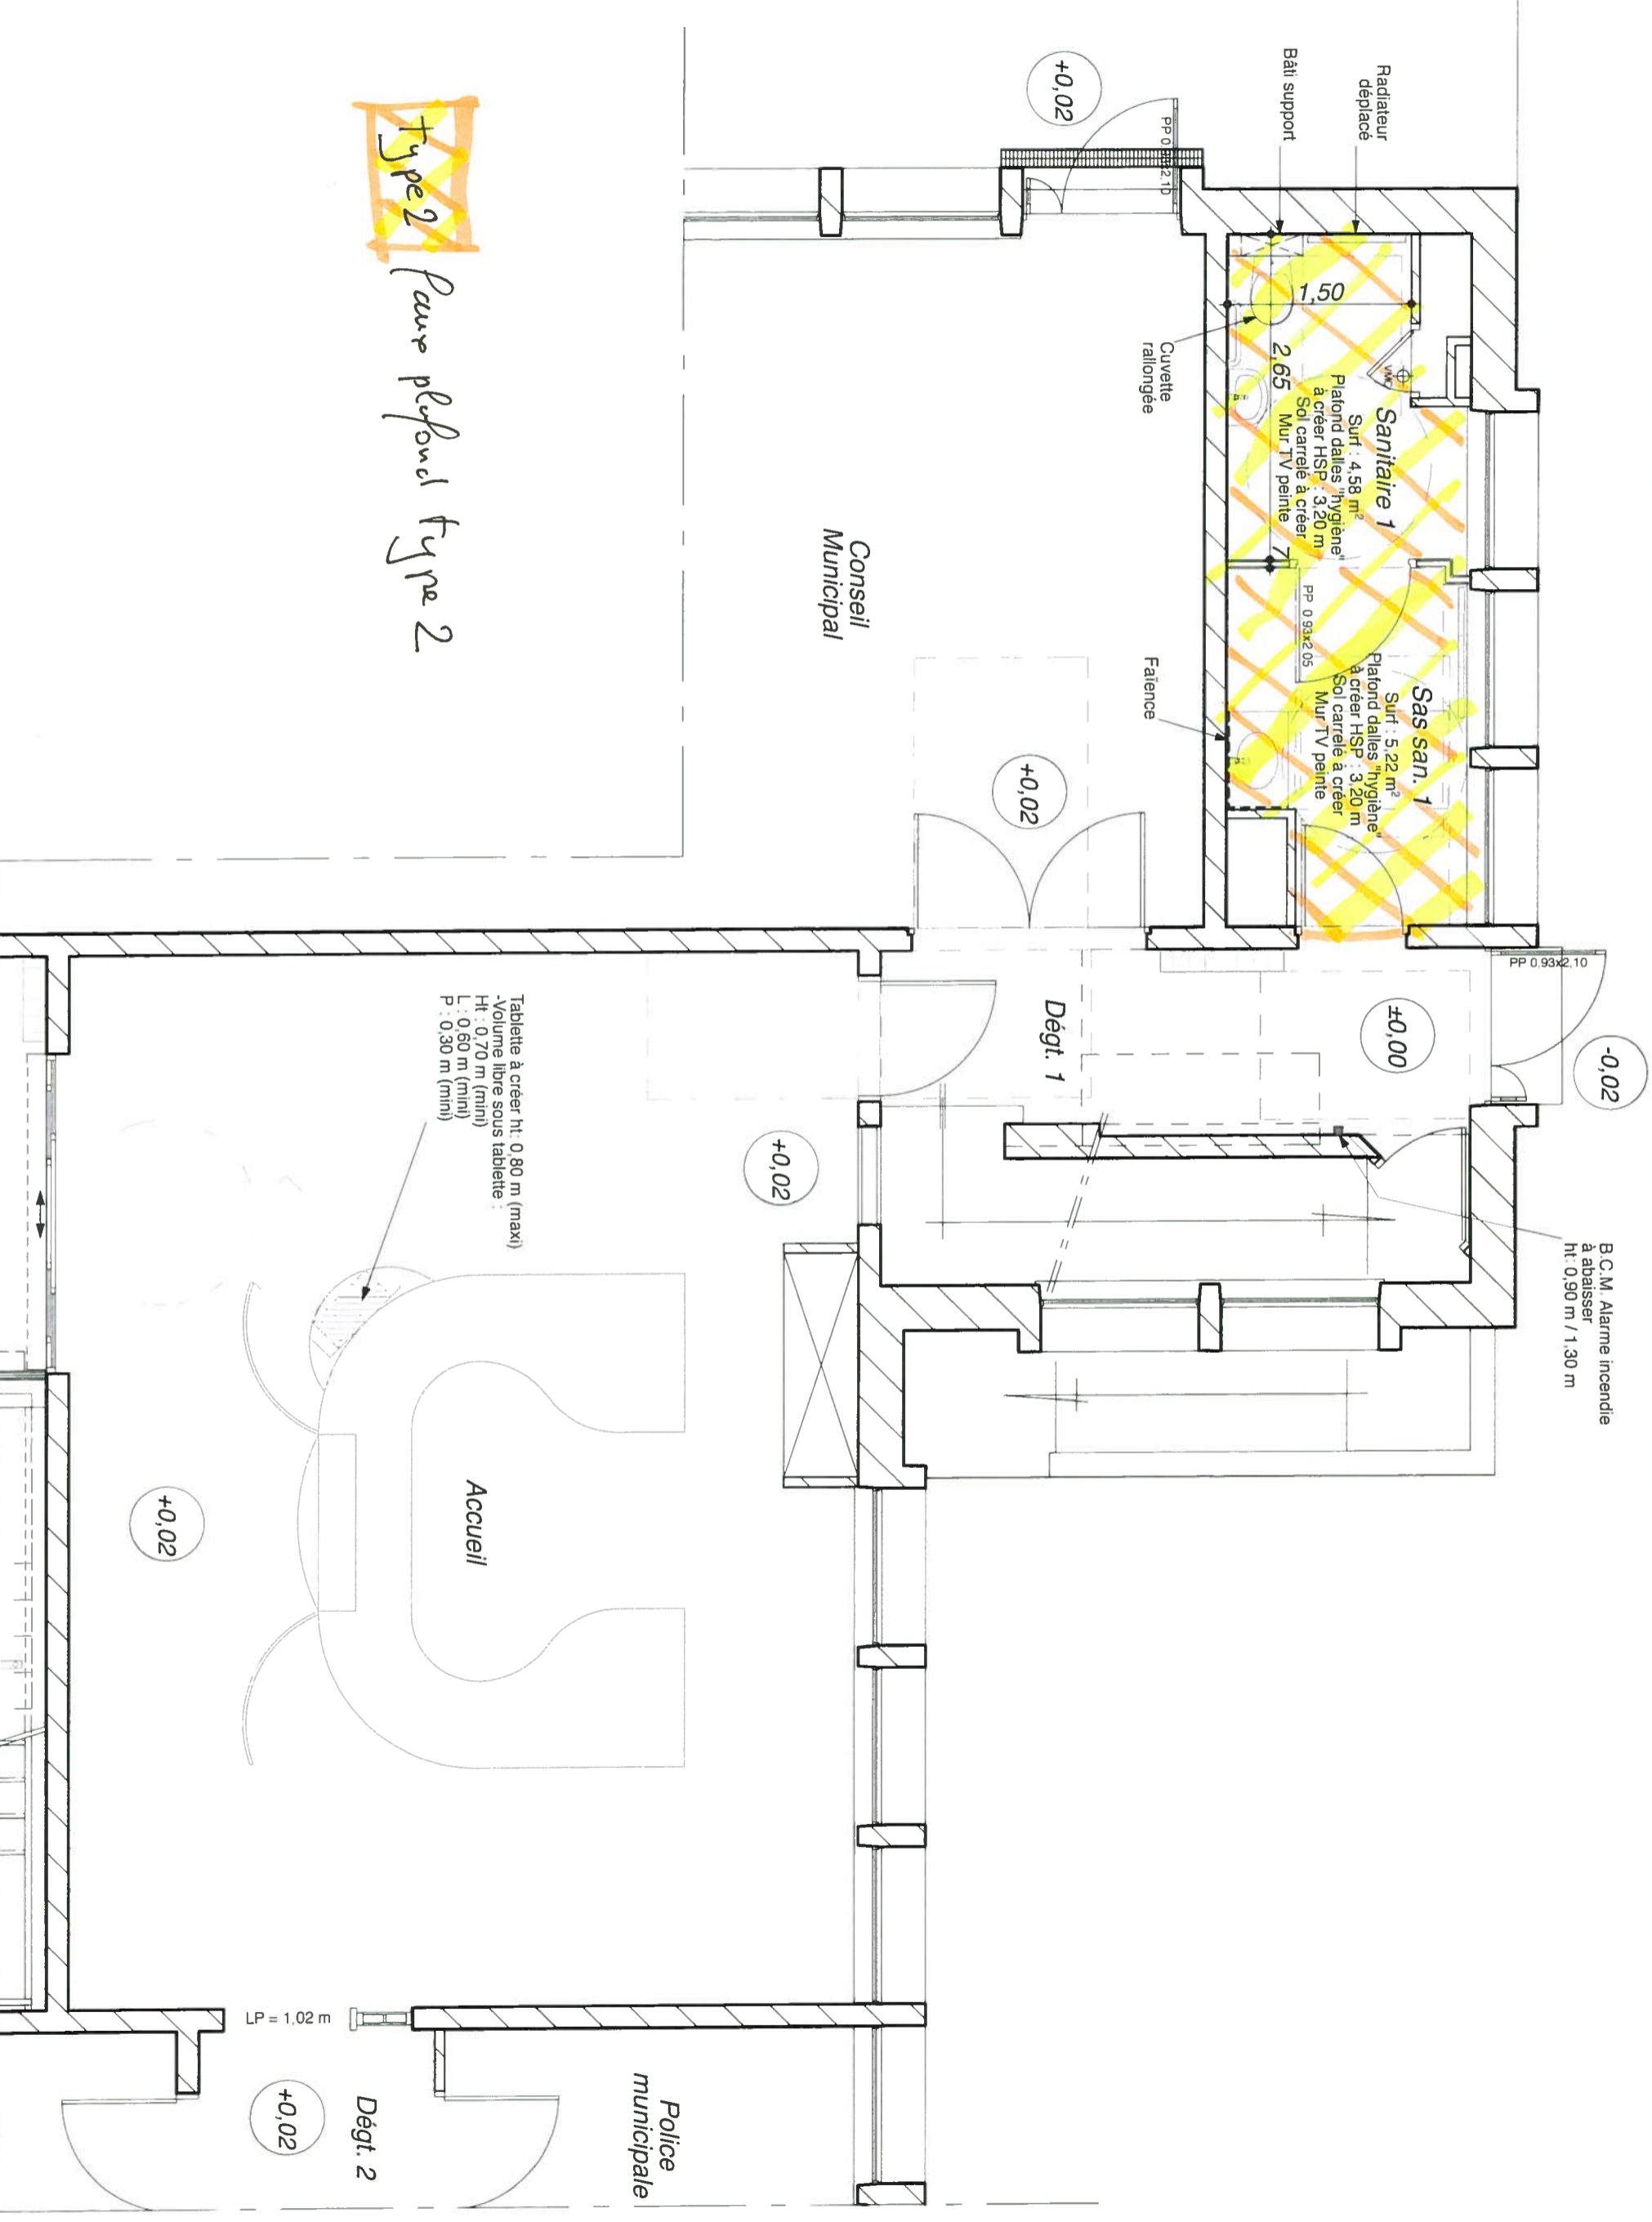 Radiateur
déplacé
Bâti support
+0,02
PP 0.93x2,10
1,50
2,65
7
Cuvette
rallongée
VMC
Sanitaire 1
Surf : 4,58 m²
Plafond dalles "hygiène"
à créer HSP : 3,20 m
Sol carrelé à créer
Mur TV peinte
PP 0.93x2.05
Sas san. 1
Surf : 5,22 m²
Plafond dalles "hygiène"
à créer HSP : 3,20 m
Sol carrelé à créer
Mur TV peinte
Faïence
Conseil
Municipal
+0,02
type 2
faux plafond type 2
PP 0.93x2,10
-0,02
±0,00
Dégt. 1
B.C.M. Alarme incendie
à abaisser
ht: 0,90 m / 1,30 m
Tablette à créer ht: 0,80 m (maxi)
-Volume libre sous tablette :
Ht : 0,70 m (mini)
L : 0,60 m (mini)
P : 0,30 m (mini)
+0,02
Accueil
+0,02
LP = 1,02 m
Police
municipale
Dégt. 2
+0,02